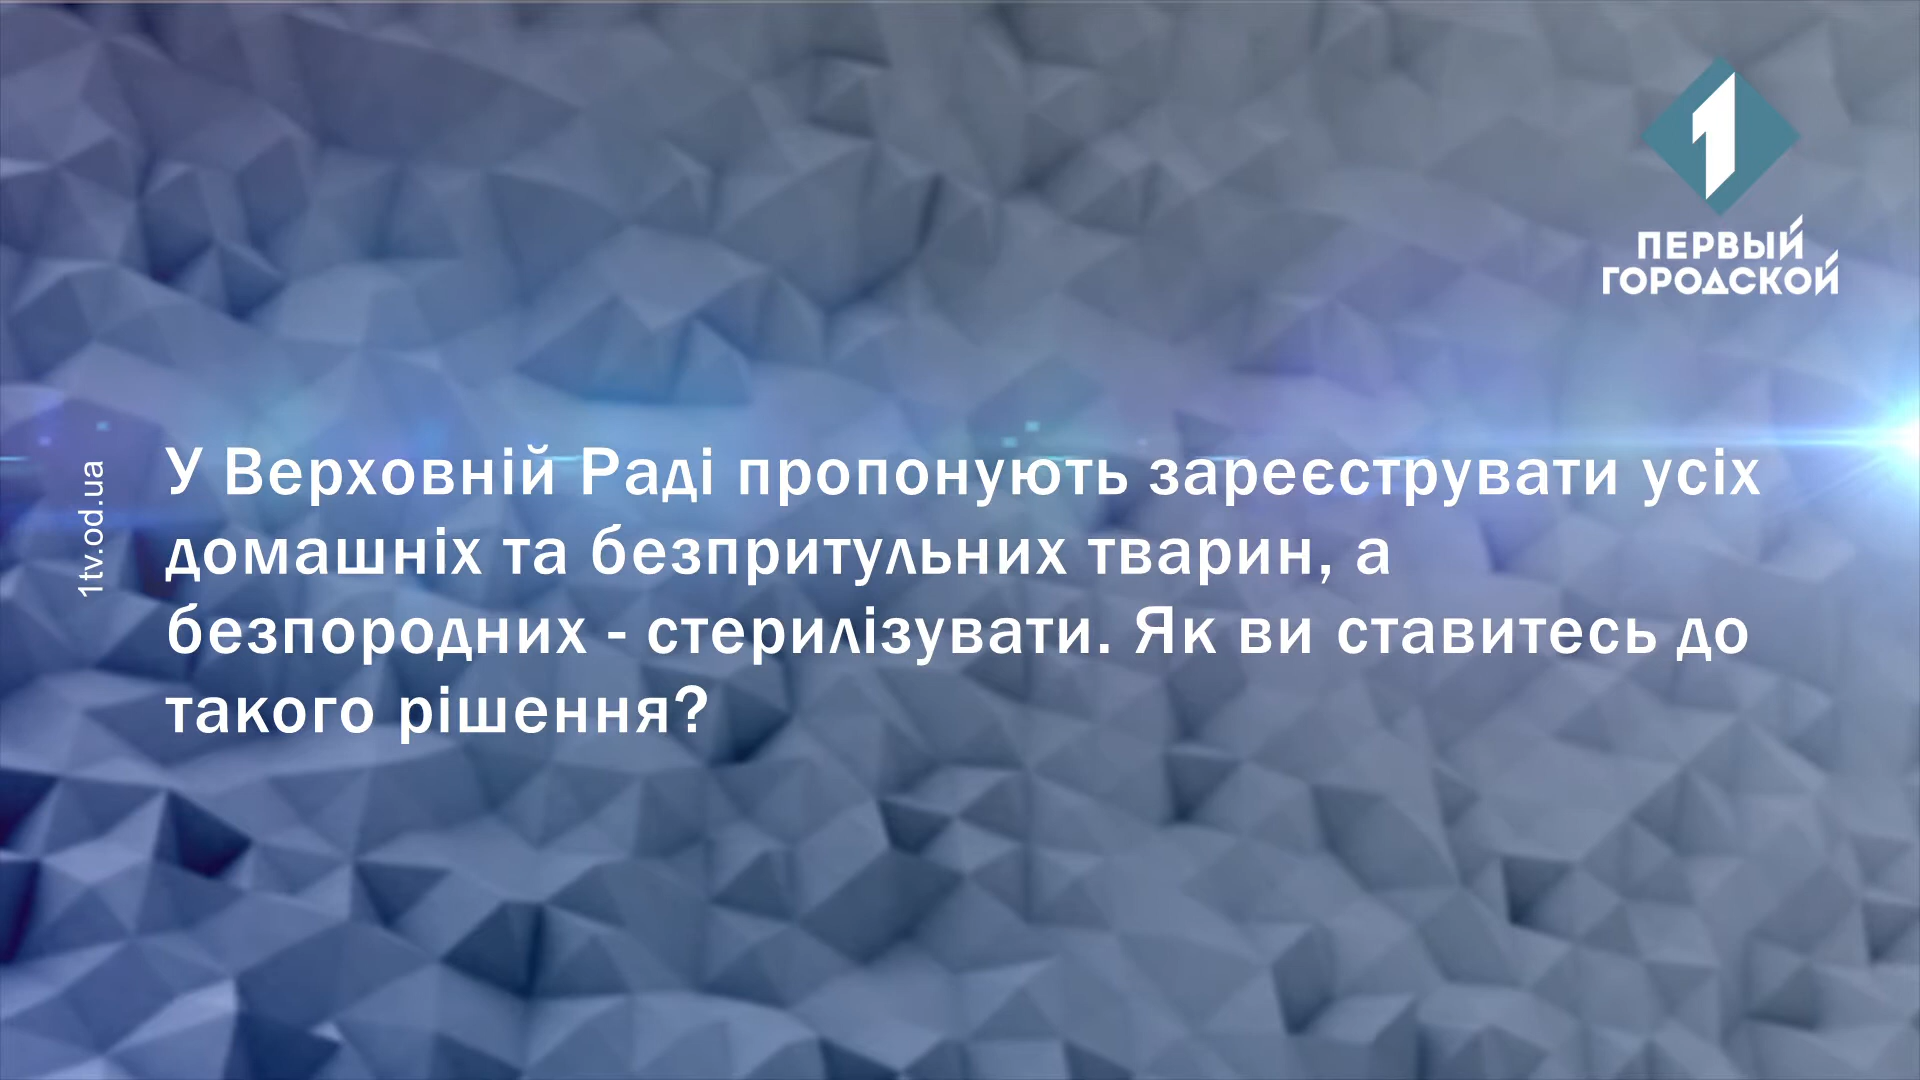 1
ПЕРВЫЙ
ГОРОДСКОЙ
1tv.od.ua
У Верховній Раді пропонують зареєструвати усіх
домашніх та безпритульних тварин, а
безпородних - стерилізувати. Як ви ставитесь до
такого рішення?